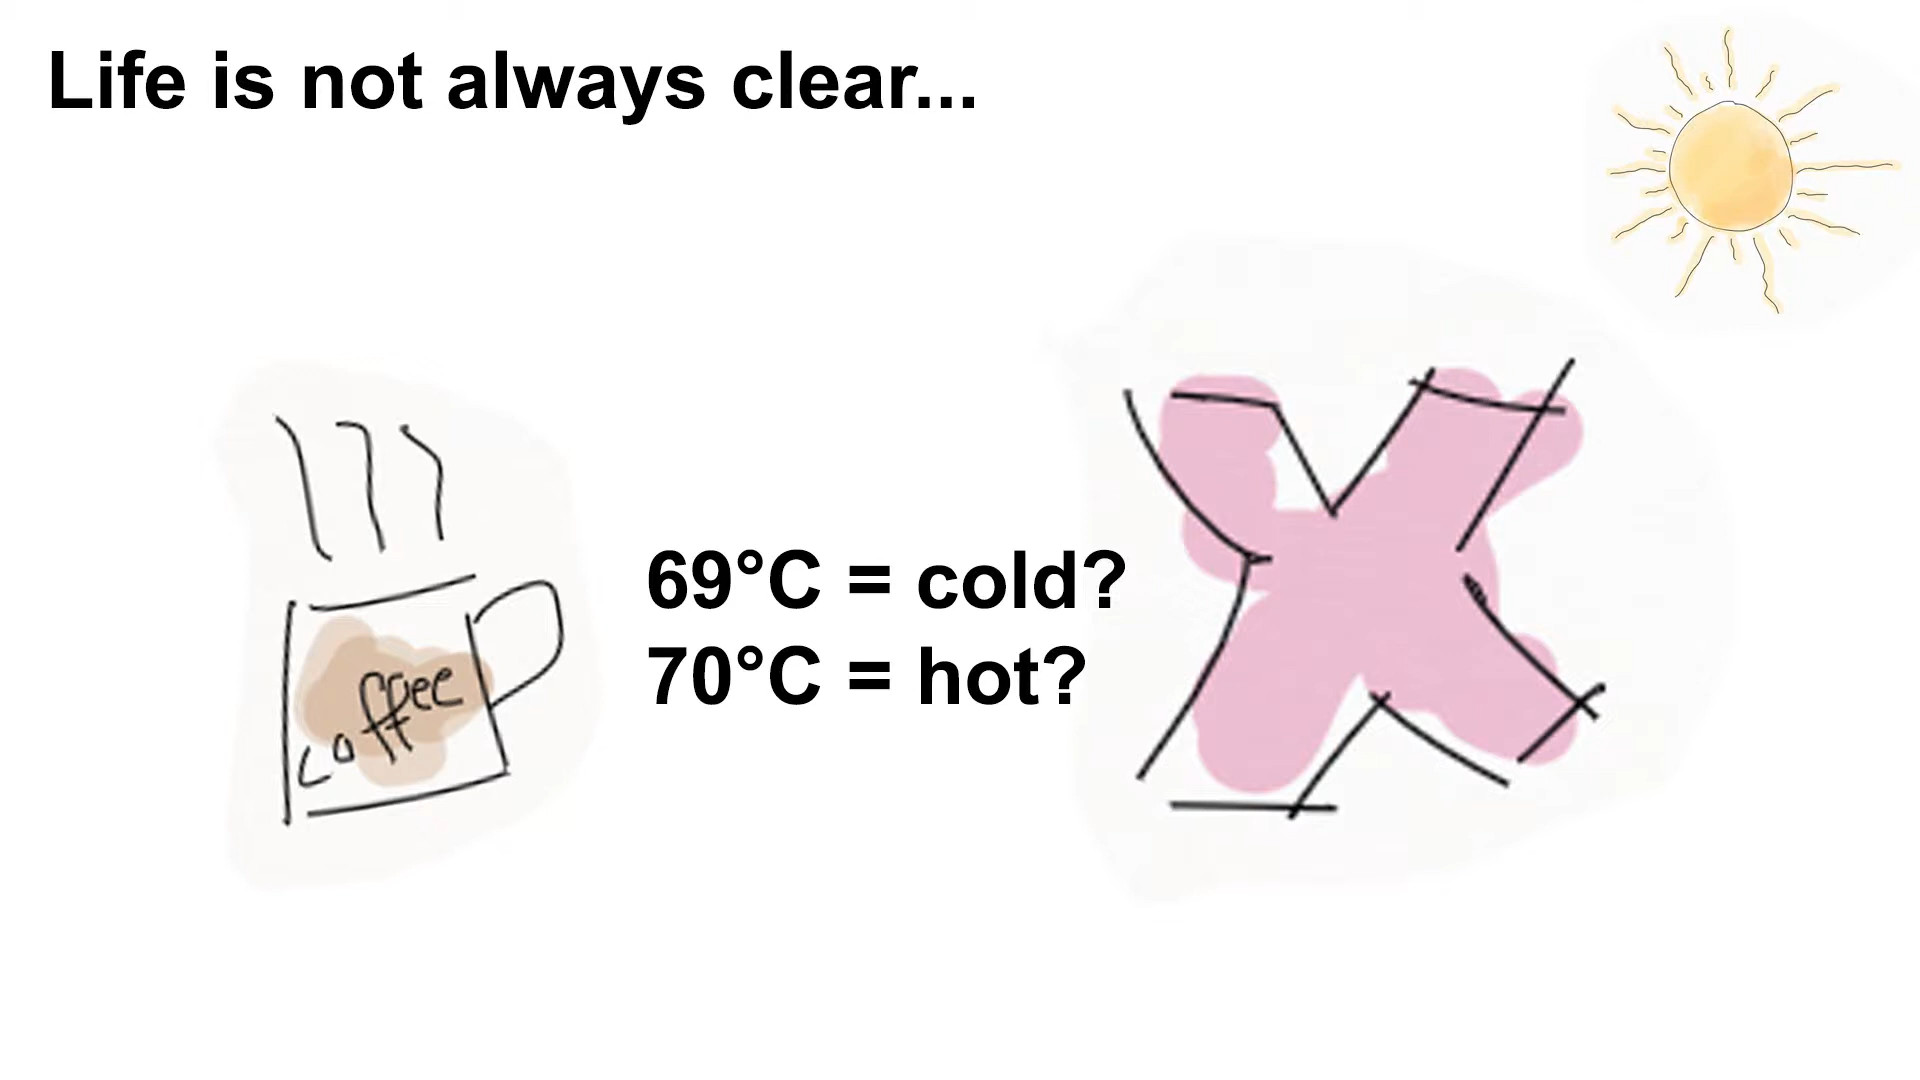 Life is not always clear...
coffee
69°C = cold?
70°C = hot?